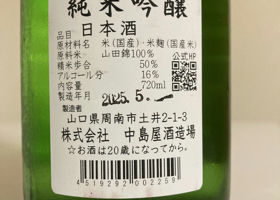 純米吟醸
品目 日本酒
原材料名 米(国産)・米麹(国産米)
原料米 山田錦100% 公式HP
精米歩合 50%
アルコール分 16%
内容量 720ml
製造年月 2025.5.
製造者
山口県周南市土井2-1-3
株式会社 中島屋酒造場
☆お酒は20歳になってから。
4519292002259